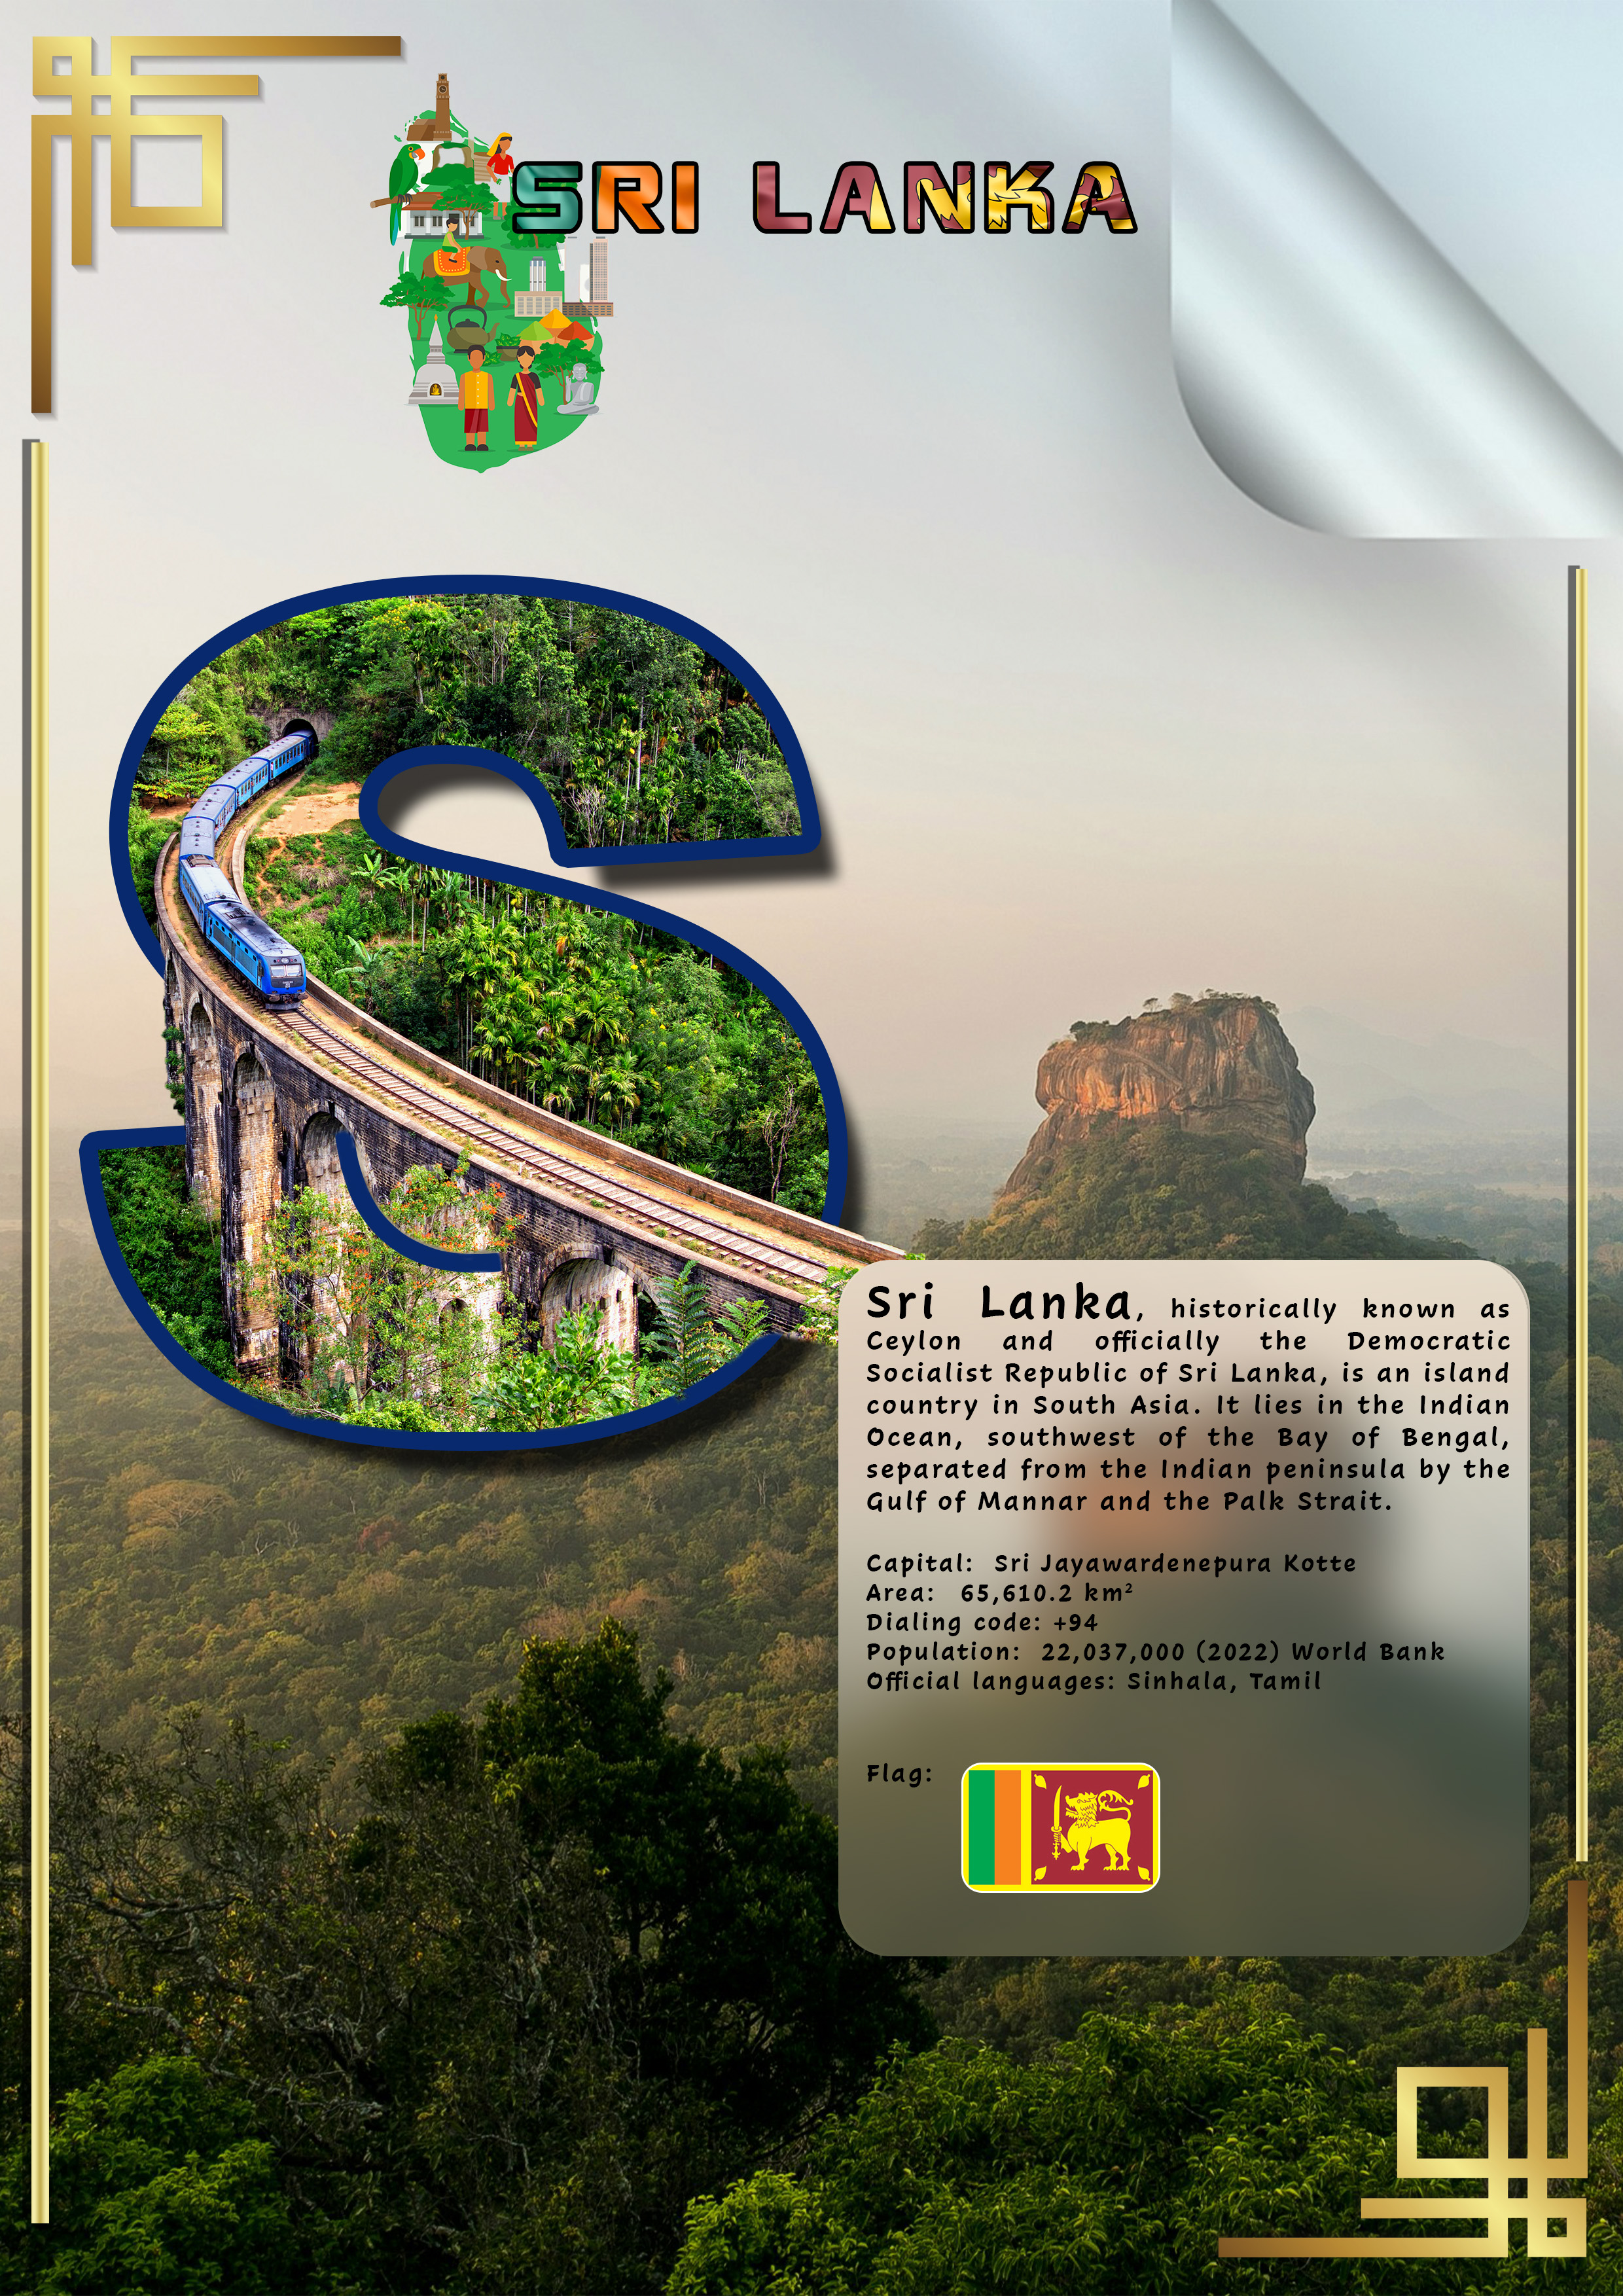 SRI LANKA
S
Sri Lanka, historically known as
Ceylon and officially the Democratic
Socialist Republic of Sri Lanka, is an island
country in South Asia. It lies in the Indian
Ocean, southwest of the Bay of Bengal,
separated from the Indian peninsula by the
Gulf of Mannar and the Palk Strait.
Capital: Sri Jayawardenepura Kotte
Area: 65,610.2 km²
Dialing code: +94
Population: 22,037,000 (2022) World Bank
Official languages: Sinhala, Tamil
Flag: